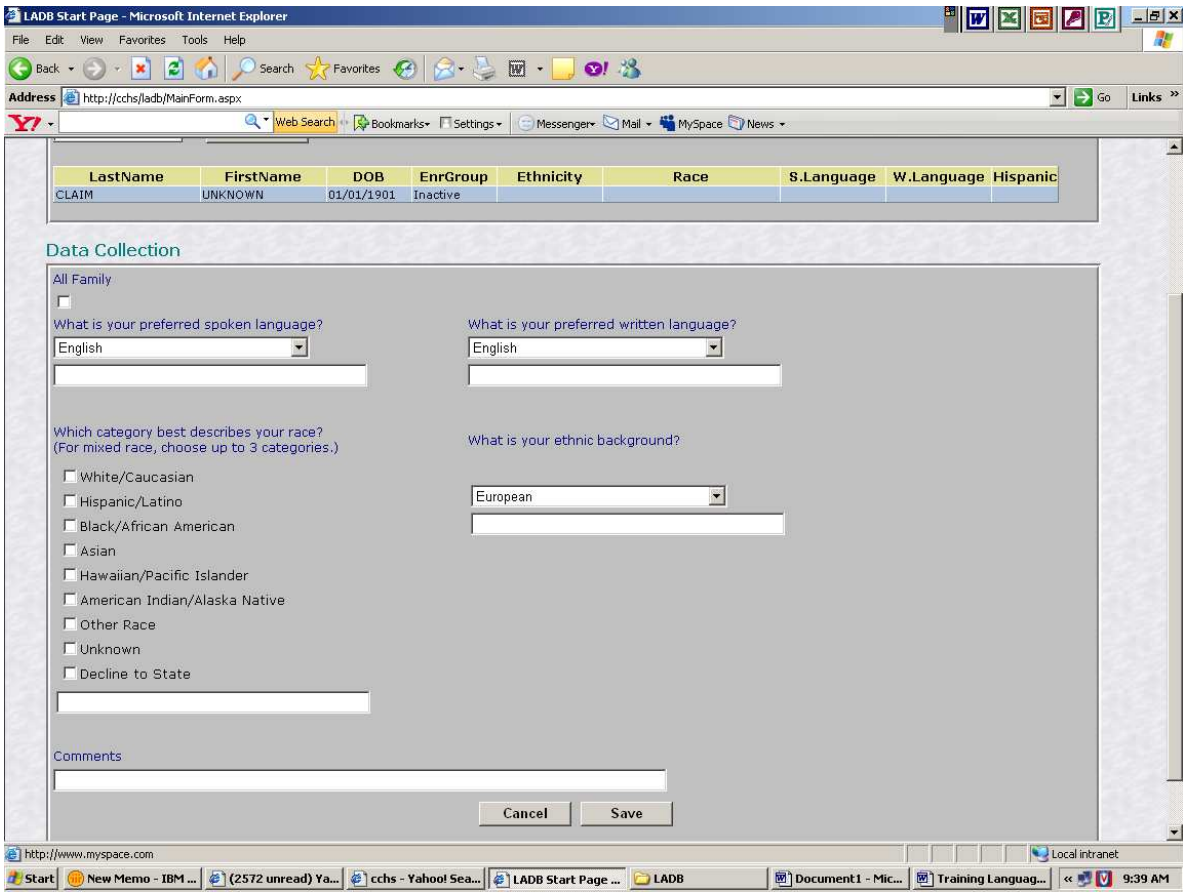 LADB Start Page - Microsoft Internet Explorer
File Edit View Favorites Tools Help
Back Search Favorites
Address http://cchs/ladb/MainForm.aspx Go Links »
Y! Web Search Bookmarks Settings Messenger Mail MySpace News
LastName FirstName DOB EnrGroup Ethnicity Race S.Language W.Language Hispanic
CLAIM UNKNOWN 01/01/1901 Inactive
Data Collection
All Family
What is your preferred spoken language? What is your preferred written language?
English English
Which category best describes your race?
(For mixed race, choose up to 3 categories.) What is your ethnic background?
White/Caucasian
Hispanic/Latino European
Black/African American
Asian
Hawaiian/Pacific Islander
American Indian/Alaska Native
Other Race
Unknown
Decline to State
Comments
Cancel Save
http://www.myspace.com Local intranet
Start New Memo - IBM ... (2572 unread) Ya... cchs - Yahoo! Sea... LADB Start Page ... LADB Document1 - Mic... Training Languag... « 9:39 AM